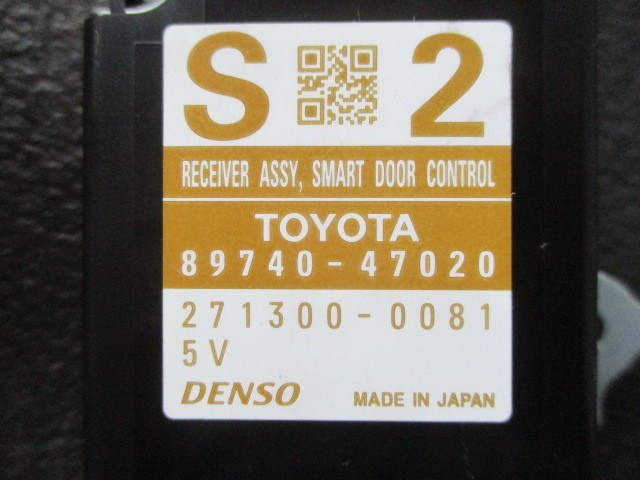 S 2
RECEIVER ASSY, SMART DOOR CONTROL
TOYOTA
89740-47020
271300-0081
5V
DENSO MADE IN JAPAN